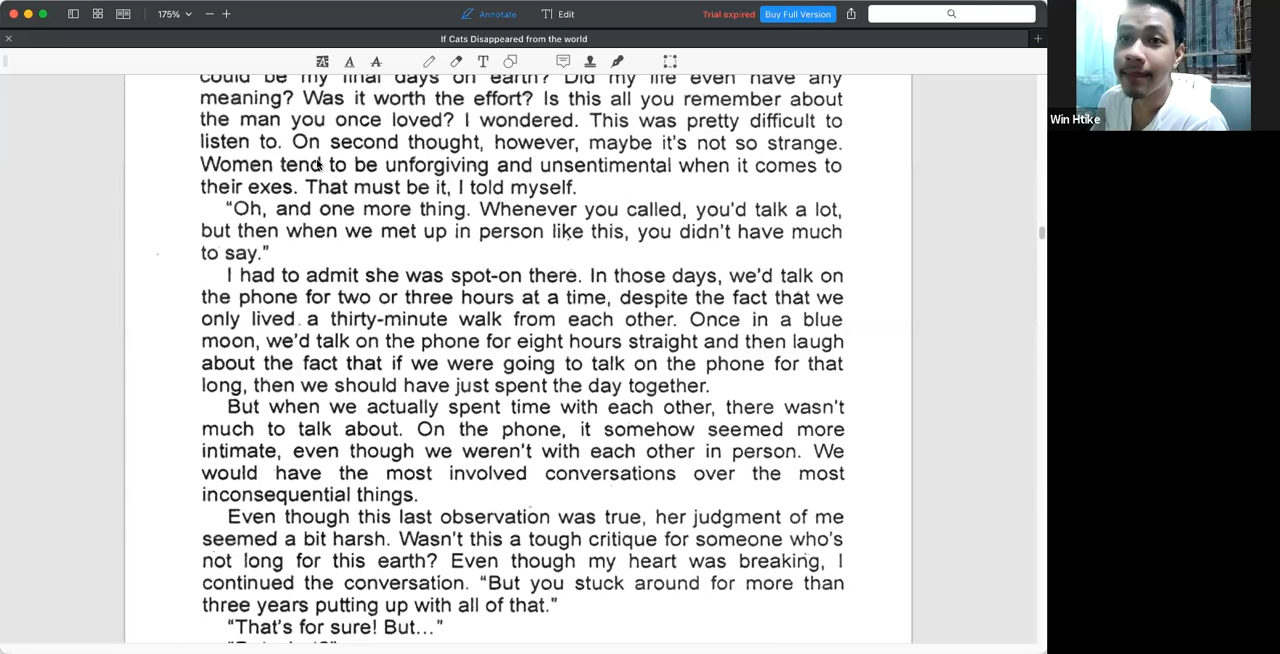 175%
Annotate
Edit
Trial expired
Buy Full Version
If Cats Disappeared from the world
could be my final days on earth? Did my life even have any
meaning? Was it worth the effort? Is this all you remember about
the man you once loved? I wondered. This was pretty difficult to
listen to. On second thought, however, maybe it's not so strange.
Women tend to be unforgiving and unsentimental when it comes to
their exes. That must be it, I told myself.
“Oh, and one more thing. Whenever you called, you'd talk a lot,
but then when we met up in person like this, you didn't have much
to say.”
I had to admit she was spot-on there. In those days, we'd talk on
the phone for two or three hours at a time, despite the fact that we
only lived a thirty-minute walk from each other. Once in a blue
moon, we'd talk on the phone for eight hours straight and then laugh
about the fact that if we were going to talk on the phone for that
long, then we should have just spent the day together.
But when we actually spent time with each other, there wasn't
much to talk about. On the phone, it somehow seemed more
intimate, even though we weren't with each other in person. We
would have the most involved conversations over the most
inconsequential things.
Even though this last observation was true, her judgment of me
seemed a bit harsh. Wasn't this a tough critique for someone who's
not long for this earth? Even though my heart was breaking, I
continued the conversation. “But you stuck around for more than
three years putting up with all of that.”
“That's for sure! But...”
Win Htike